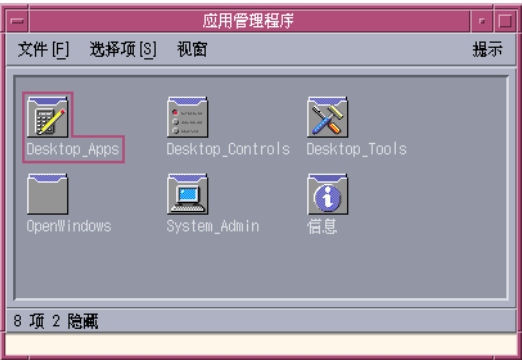 应用管理程序
文件[F] 选择项[S] 视窗 提示
Desktop_Apps Desktop_Controls Desktop_Tools
OpenWindows System_Admin 信息
8 项 2 隐藏